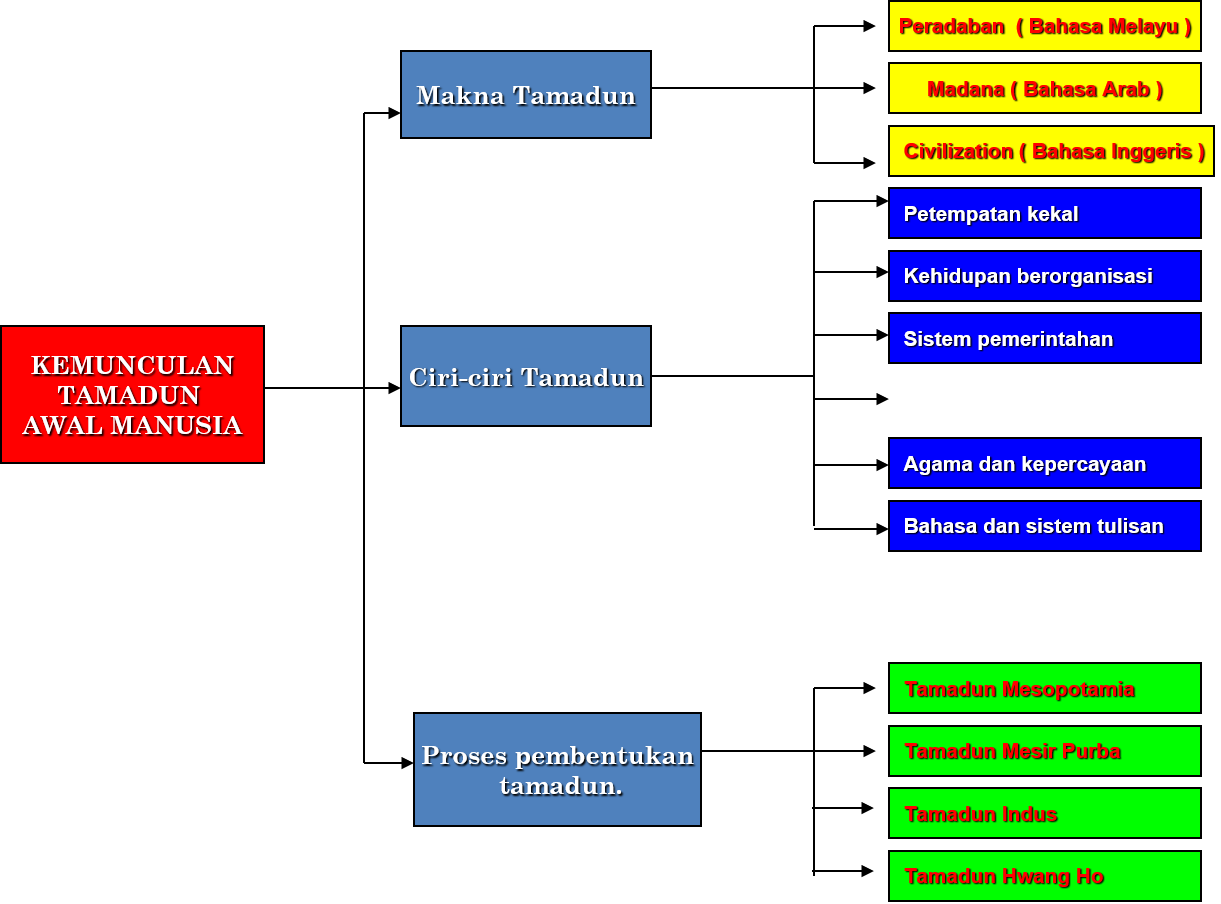 KEMUNCULAN
TAMADUN
AWAL MANUSIA
Makna Tamadun
Peradaban ( Bahasa Melayu )
Madana ( Bahasa Arab )
Civilization ( Bahasa Inggeris )
Ciri-ciri Tamadun
Petempatan kekal
Kehidupan berorganisasi
Sistem pemerintahan
Agama dan kepercayaan
Bahasa dan sistem tulisan
Proses pembentukan
tamadun.
Tamadun Mesopotamia
Tamadun Mesir Purba
Tamadun Indus
Tamadun Hwang Ho